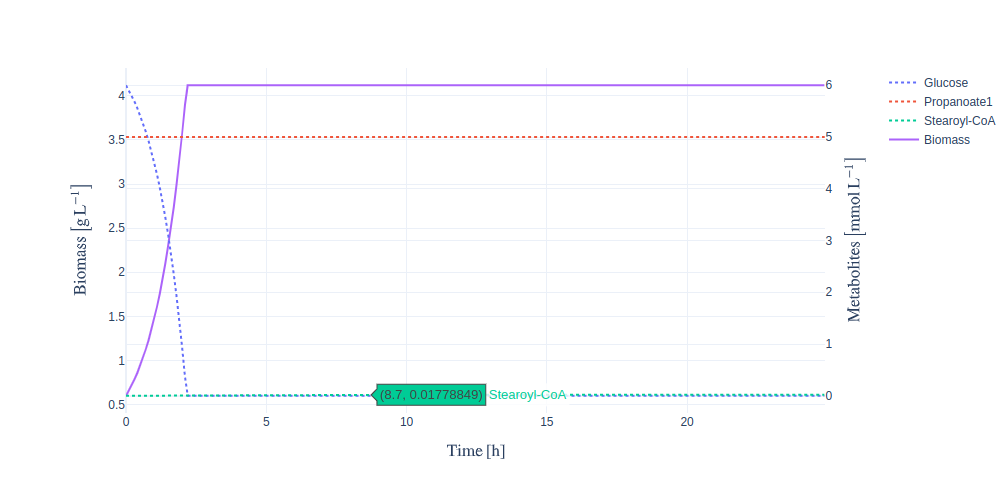 Glucose
Propanoate1
Stearoyl-CoA
Biomass
4
3.5
3
2.5
2
1.5
1
0.5
Biomass [g L⁻¹]
6
5
4
3
2
1
0
Metabolites [mmol L⁻¹]
(8.7, 0.01778849) Stearoyl-CoA
0 5 10 15 20
Time [h]